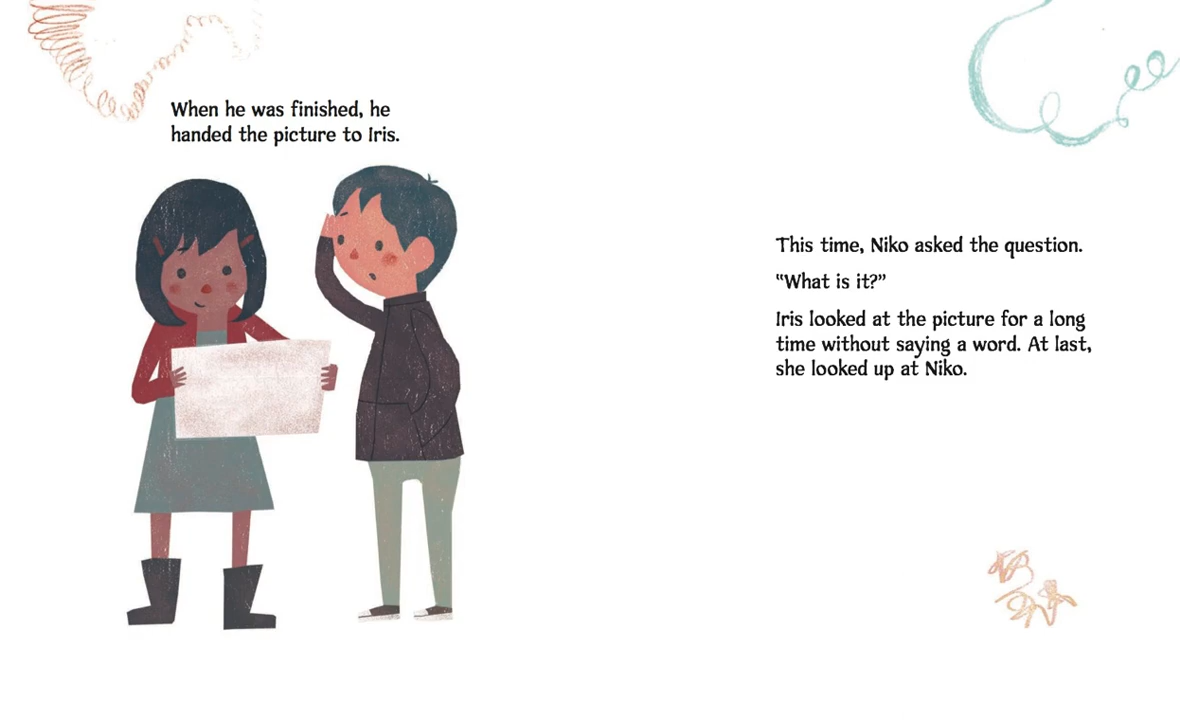 When he was finished, he
handed the picture to Iris.
This time, Niko asked the question.
“What is it?”
Iris looked at the picture for a long
time without saying a word. At last,
she looked up at Niko.